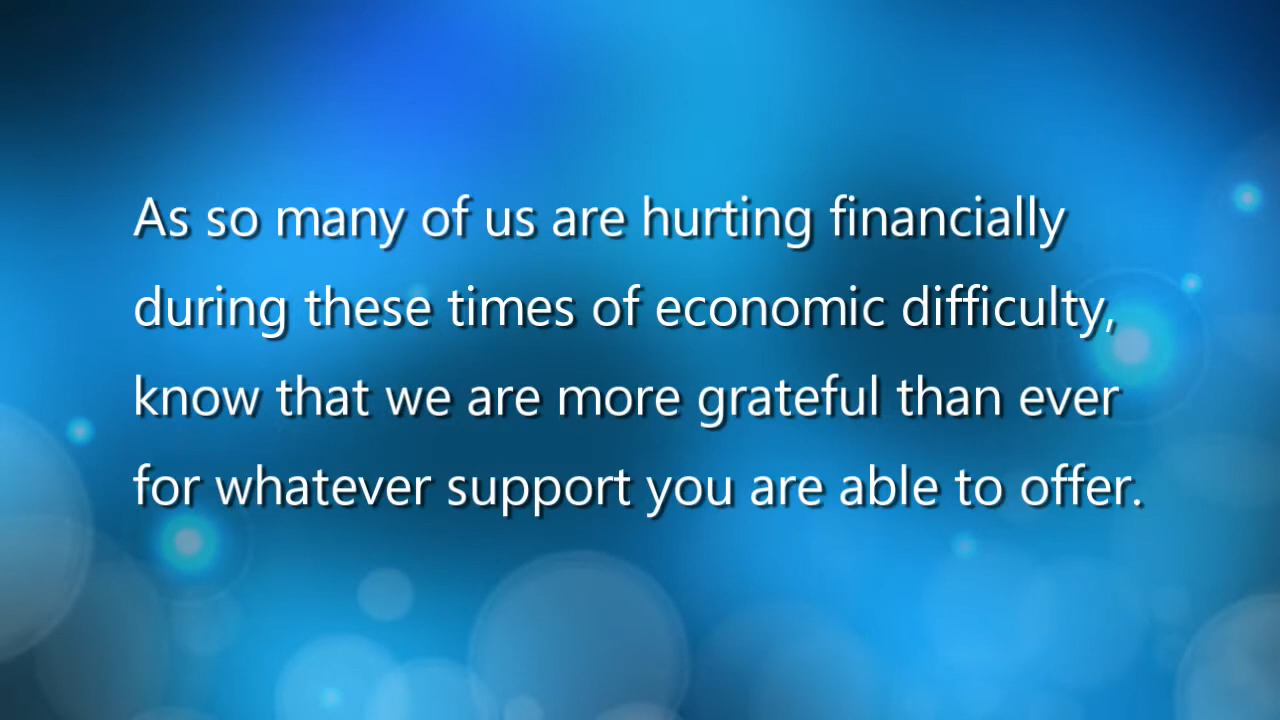 As so many of us are hurting financially
during these times of economic difficulty,
know that we are more grateful than ever
for whatever support you are able to offer.